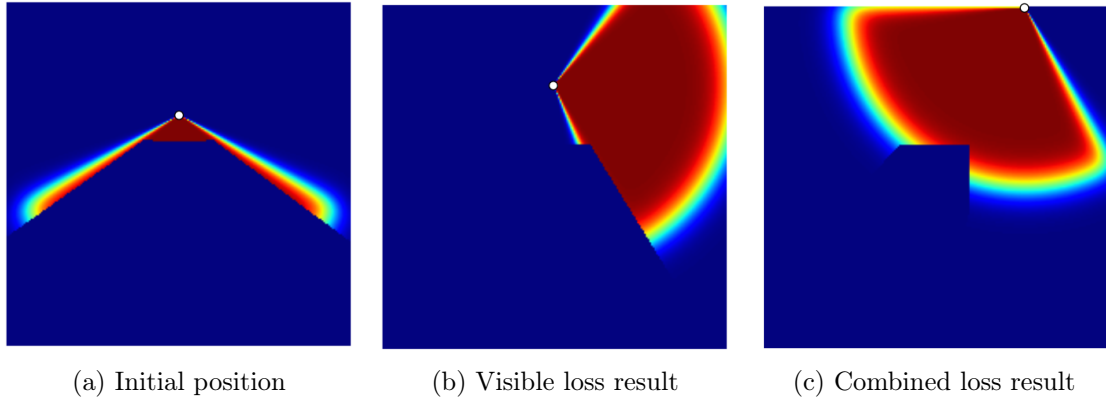 (a) Initial position
(b) Visible loss result
(c) Combined loss result